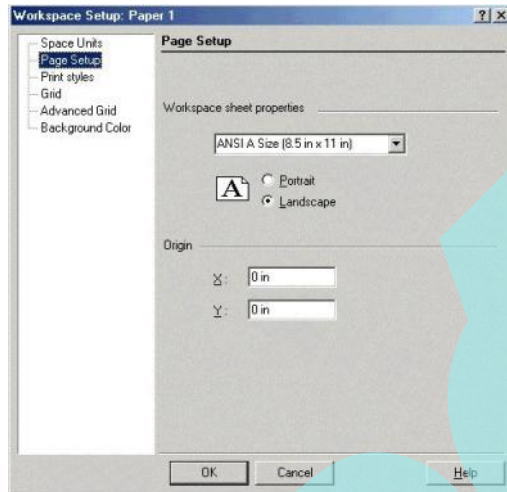 Workspace Setup: Paper 1
Space Units
Page Setup
Print styles
Grid
Advanced Grid
Background Color
Page Setup
Workspace sheet properties
ANSI A Size (8.5 in x 11 in)
A
Portrait
Landscape
Origin
X: 0 in
Y: 0 in
OK Cancel Help